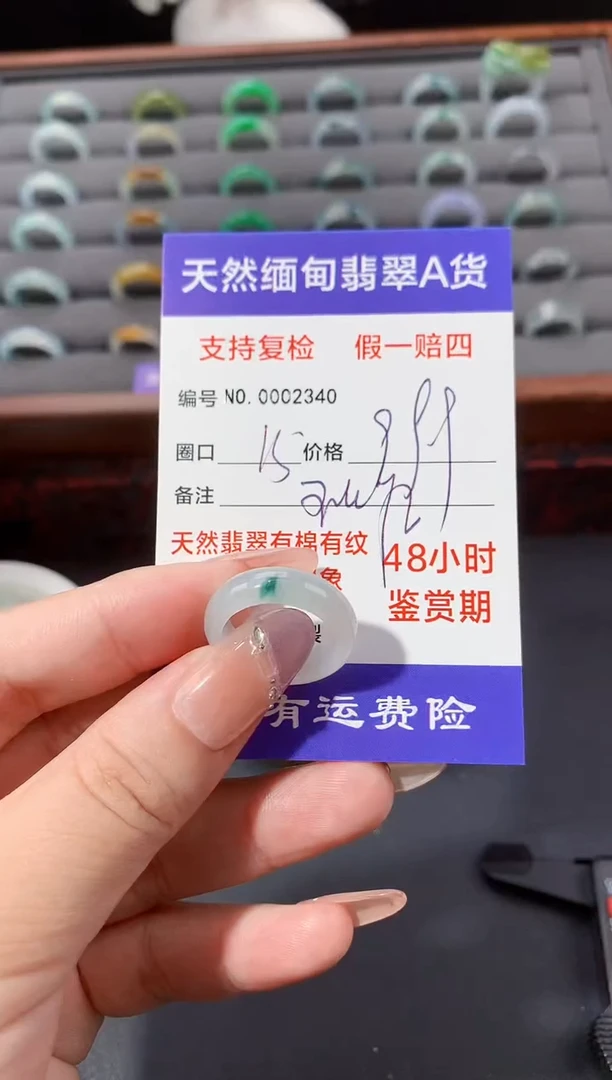 天然缅甸翡翠A货
支持复检 假一赔四
编号 NO. 0002340
圈口 15 价格
备注
天然翡翠有棉有纹
象 48小时
鉴赏期
有运费险